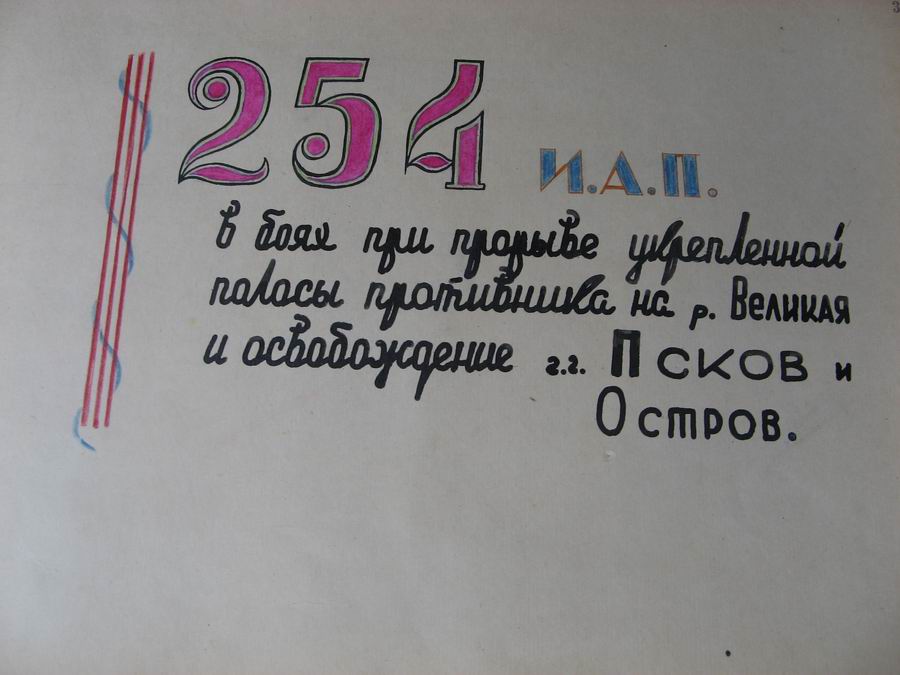 254 И.А.П.
в боях при прорыве укрепленной
полосы противника на р. Великая
и освобождение г.г. Псков и
Остров.